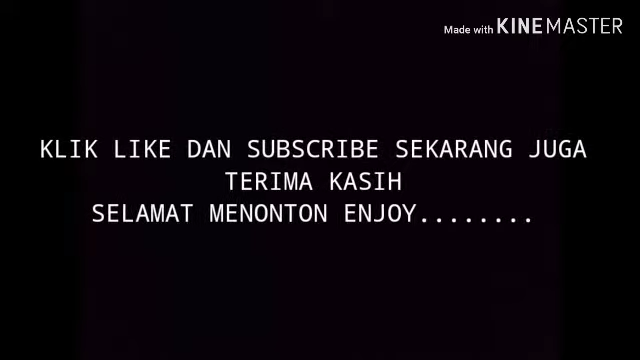 Made with KINEMASTER
KLIK LIKE DAN SUBSCRIBE SEKARANG JUGA
TERIMA KASIH
SELAMAT MENONTON ENJOY........